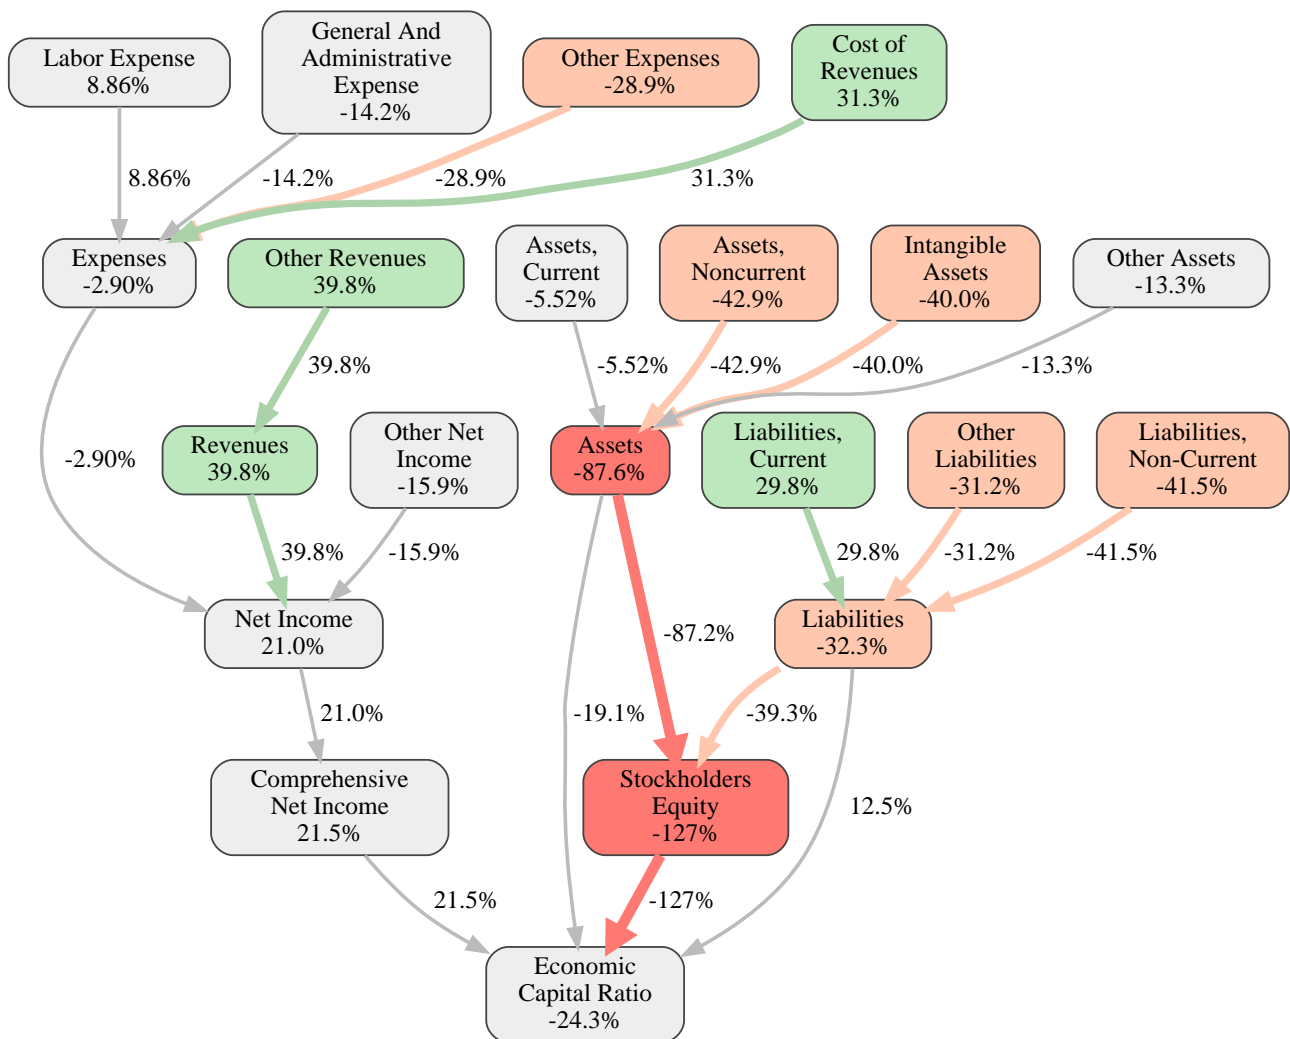 Labor Expense
8.86%
General And
Administrative
Expense
-14.2%
Other Expenses
-28.9%
Cost of
Revenues
31.3%
8.86%
-14.2%
-28.9%
31.3%
Expenses
-2.90%
Other Revenues
39.8%
Assets,
Current
-5.52%
Assets,
Noncurrent
-42.9%
Intangible
Assets
-40.0%
Other Assets
-13.3%
39.8%
-5.52%
-42.9%
-40.0%
-13.3%
-2.90%
Revenues
39.8%
Other Net
Income
-15.9%
Assets
-87.6%
Liabilities,
Current
29.8%
Other
Liabilities
-31.2%
Liabilities,
Non-Current
-41.5%
39.8%
-15.9%
29.8%
-31.2%
-41.5%
Net Income
21.0%
-87.2%
Liabilities
-32.3%
21.0%
-19.1%
-39.3%
Comprehensive
Net Income
21.5%
Stockholders
Equity
-127%
12.5%
21.5%
-127%
Economic
Capital Ratio
-24.3%